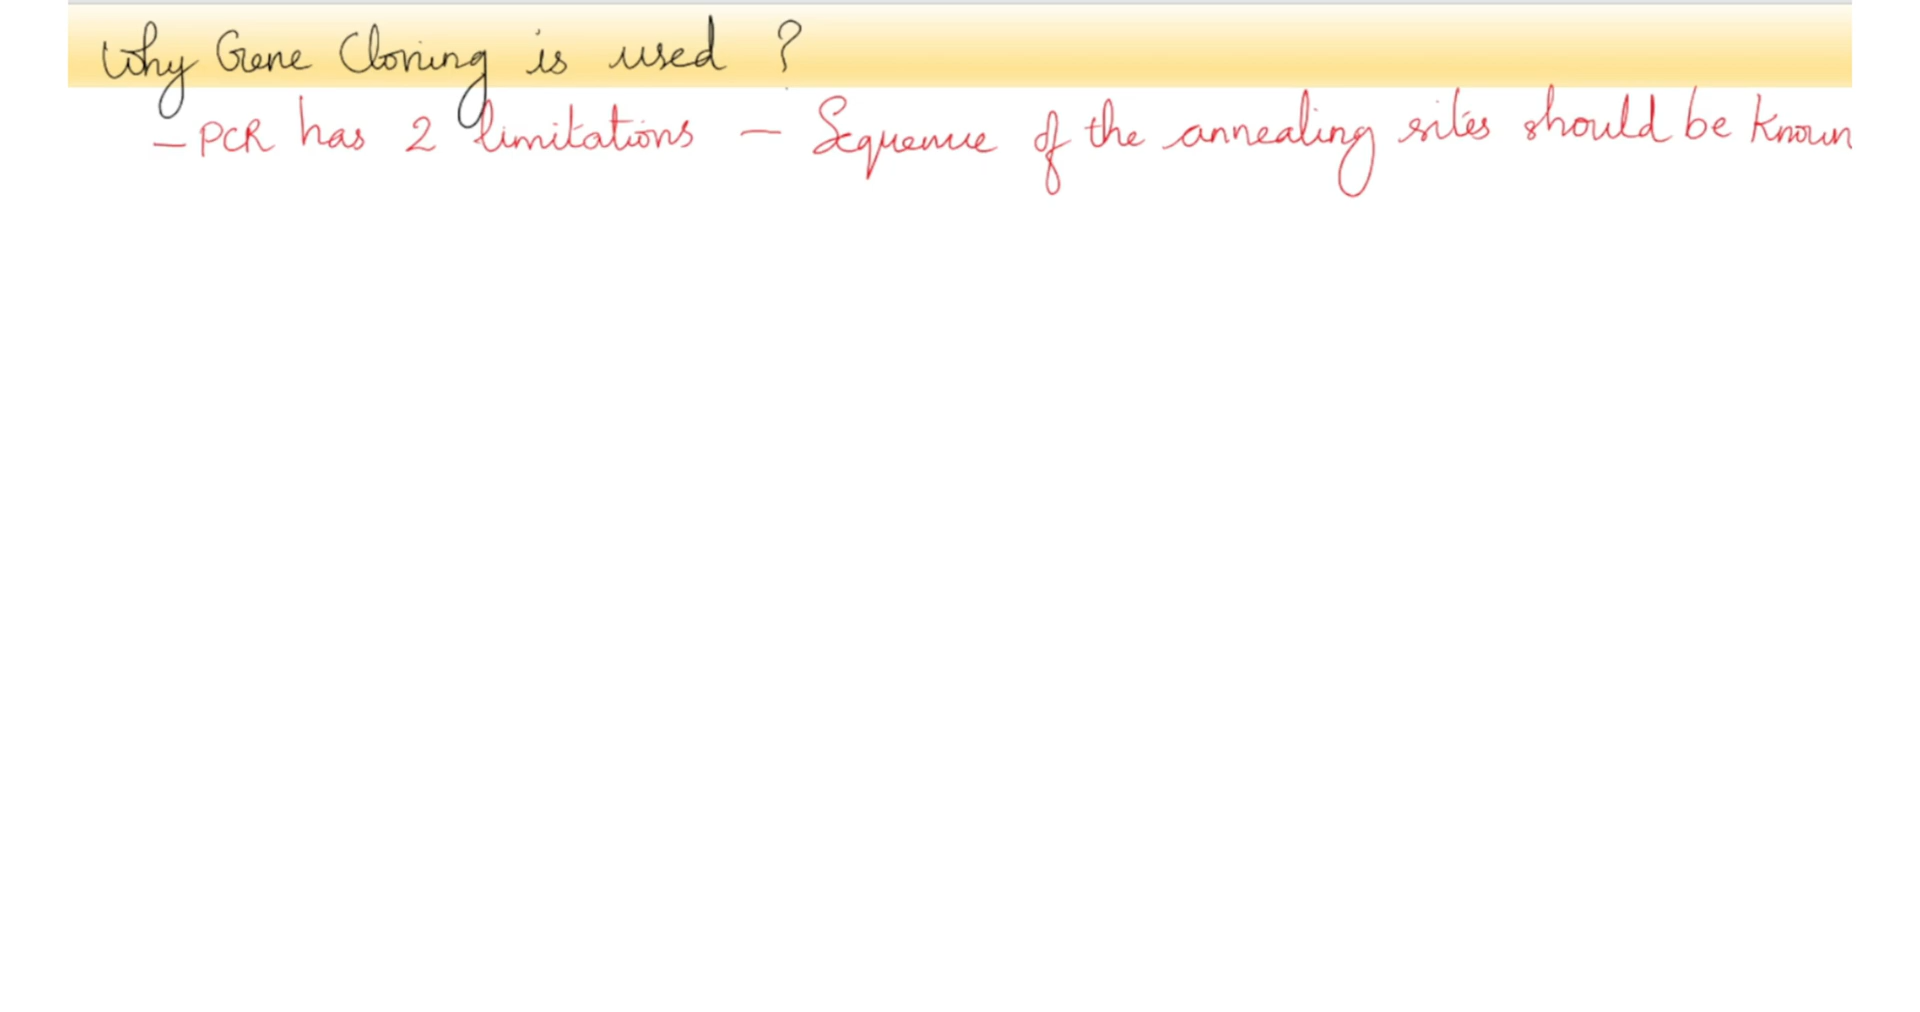 Why Gene Cloning is used ?
- PCR has 2 limitations - Sequence of the annealing sites should be known